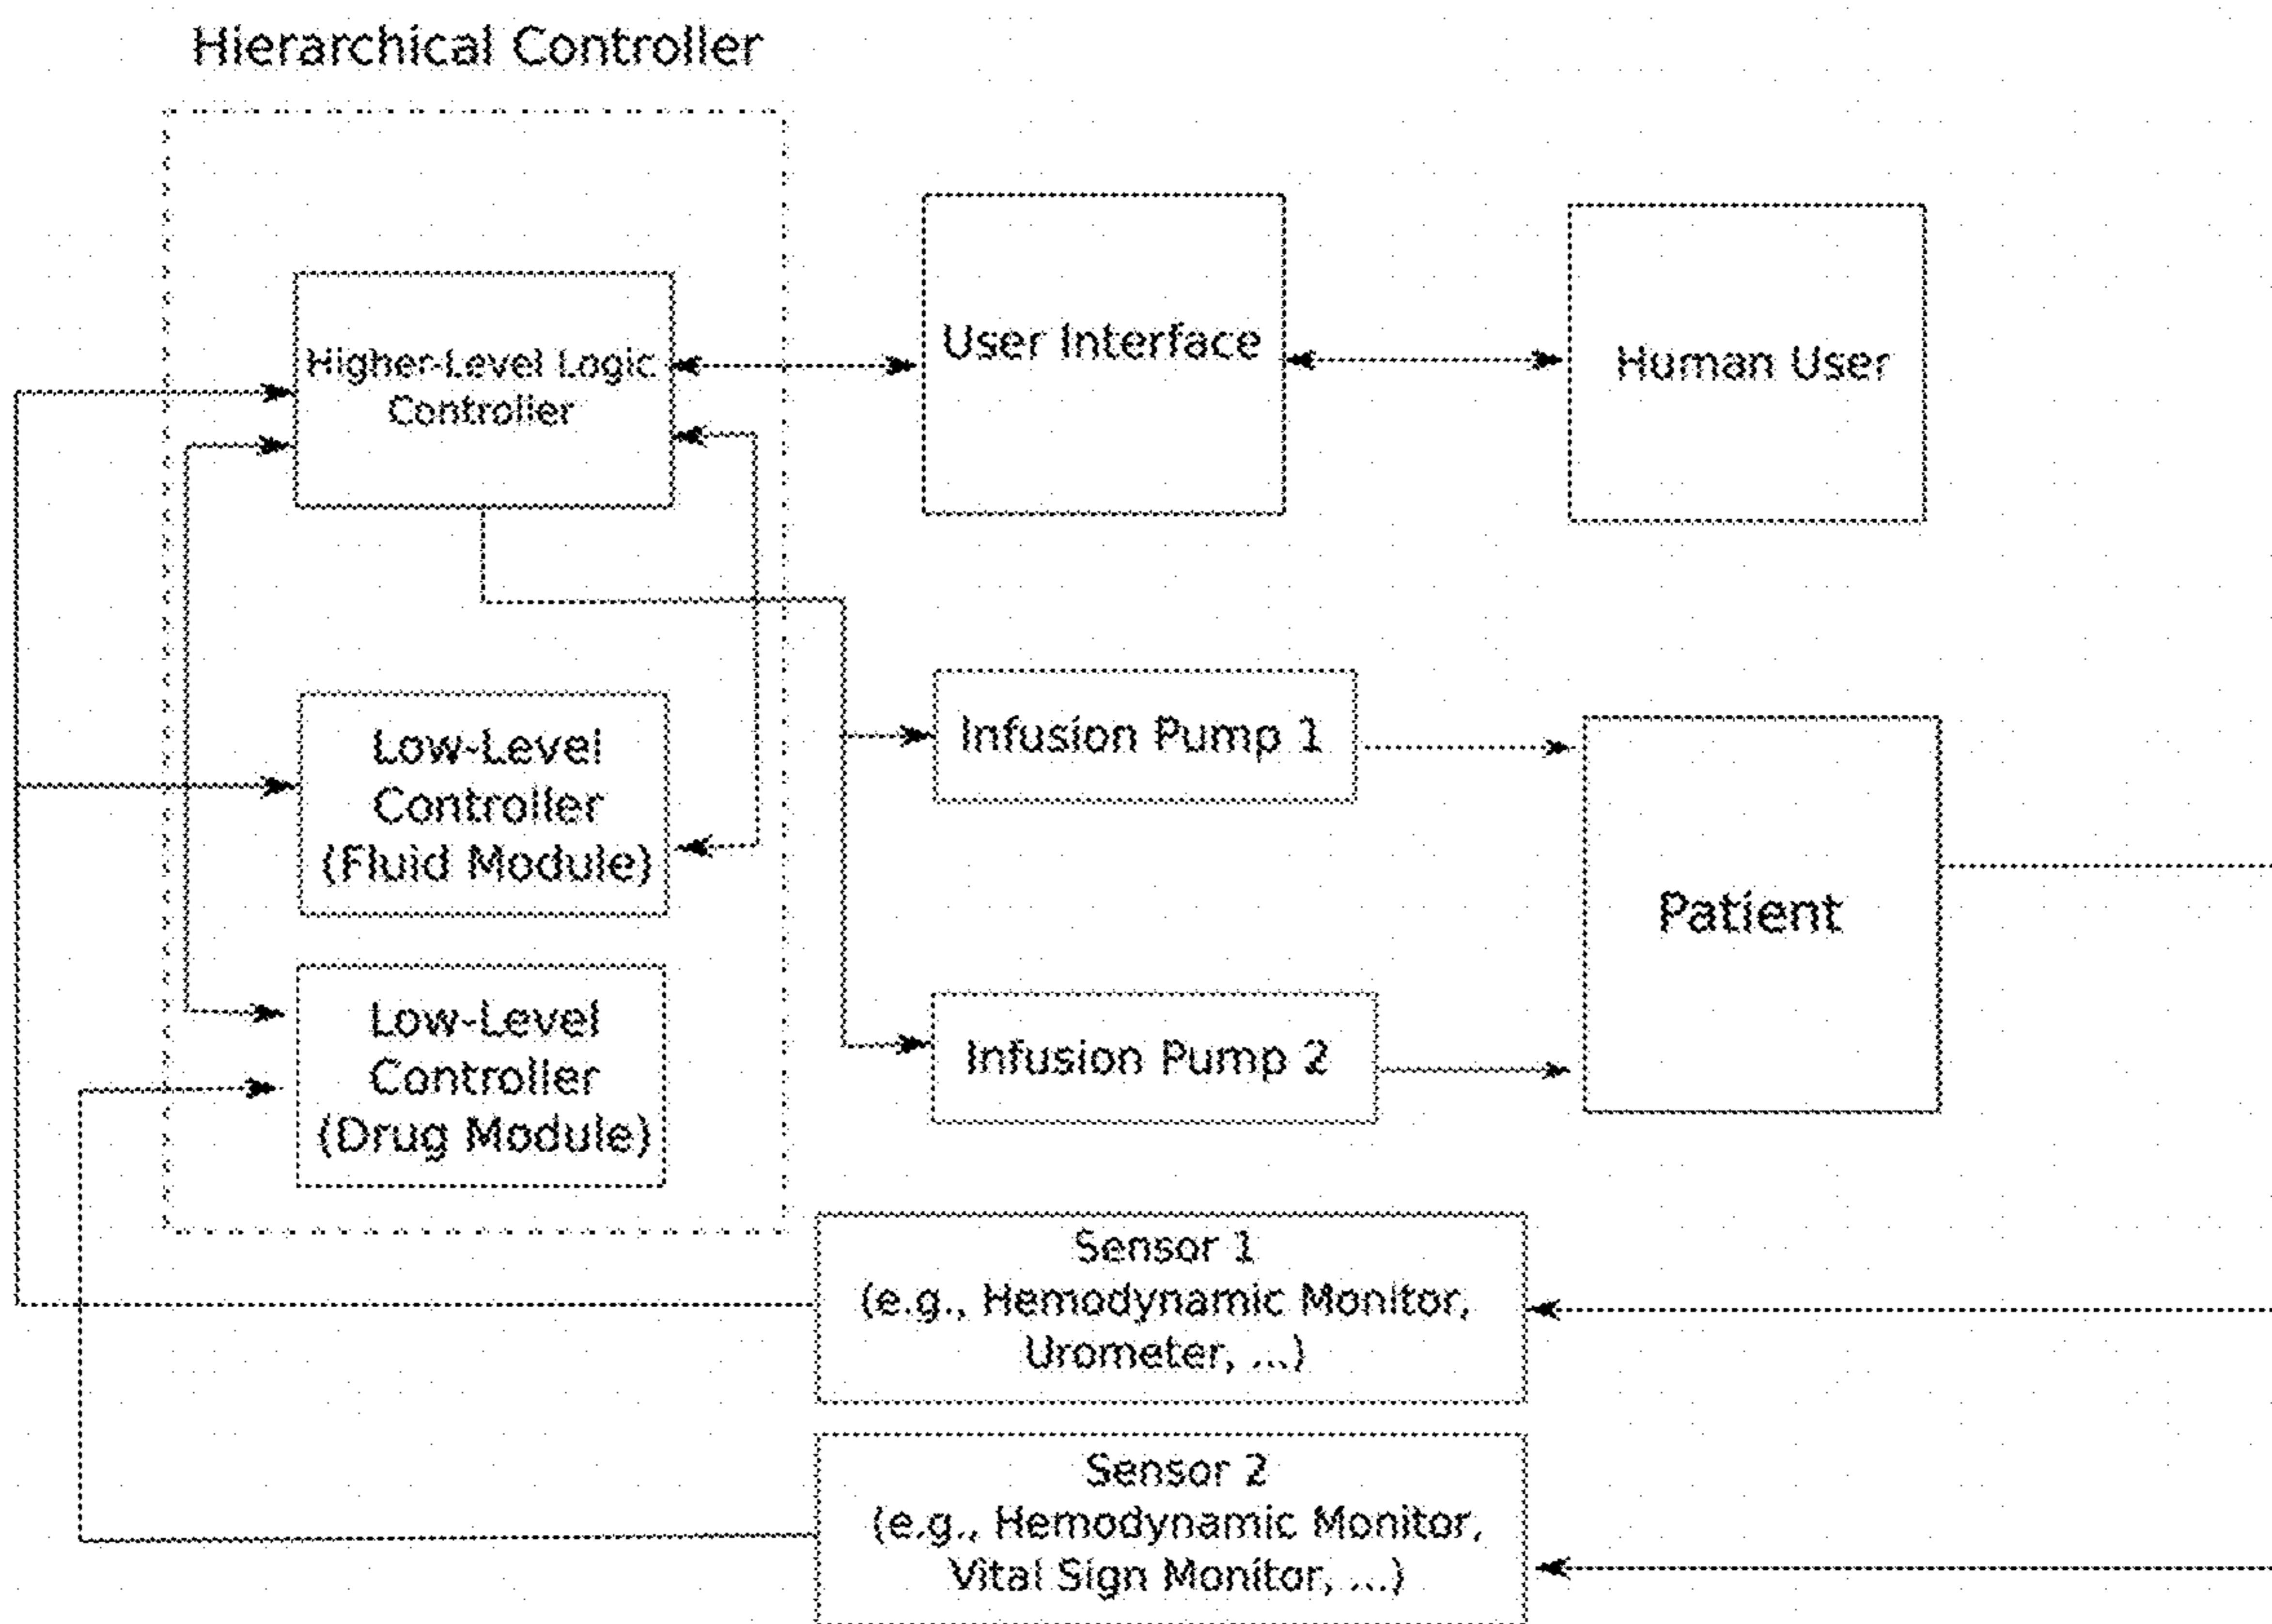 Hierarchical Controller
Higher-Level Logic
Controller
User Interface
Human User
Low-Level
Controller
(Fluid Module)
Infusion Pump 1
Patient
Low-Level
Controller
(Drug Module)
Infusion Pump 2
Sensor 1
(e.g., Hemodynamic Monitor,
Urometer, ...)
Sensor 2
(e.g., Hemodynamic Monitor,
Vital Sign Monitor, ...)